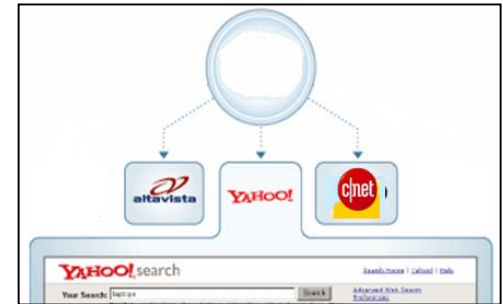 altavista
YAHOO!
c|net
YAHOO! search
Search Home | Yahoo! | Help
Your Search: laptops Search
Advanced Web Search
Preferences